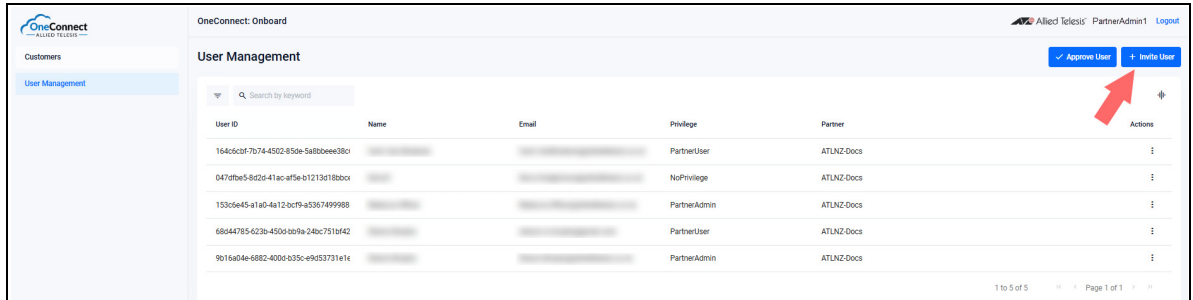 OneConnect
ALLIED TELESIS
OneConnect: Onboard
Allied Telesis PartnerAdmin1 Logout
Customers
User Management
User Management
Approve User
+ Invite User
Search by keyword
User ID Name Email Privilege Partner Actions
164c6cbf-7b74-4502-85de-5a8bbeee38c PartnerUser ATLNZ-Docs
047dfbe5-8d2d-41ac-af5e-b1213d18bbc PartnerUser NoPrivilege ATLNZ-Docs
153c6e45-a1a0-4a12-bcf9-a5367499988 PartnerAdmin ATLNZ-Docs
68d44785-623b-450d-bb9a-24bc751bf42 PartnerUser ATLNZ-Docs
9b16a04e-6882-400d-b35c-e9d53731e1e PartnerAdmin ATLNZ-Docs
1 to 5 of 5 Page 1 of 1